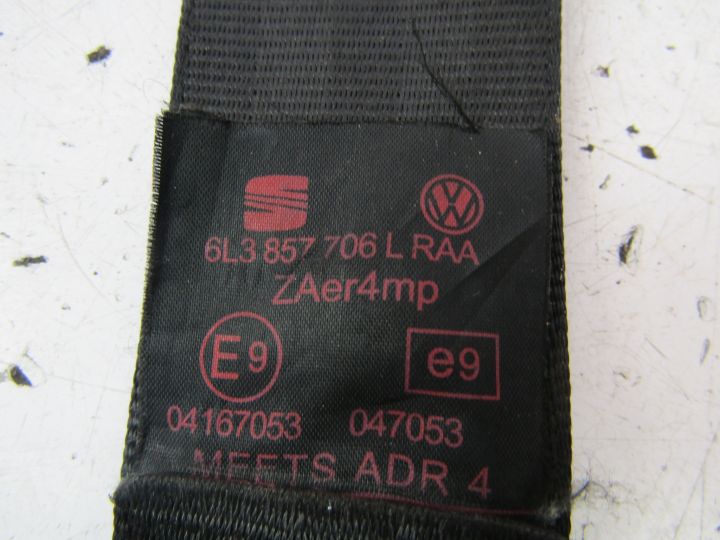 6L3 857 706 L RAA
ZAer4mp
E9 e9
04167053 047053
MEETS ADR 4